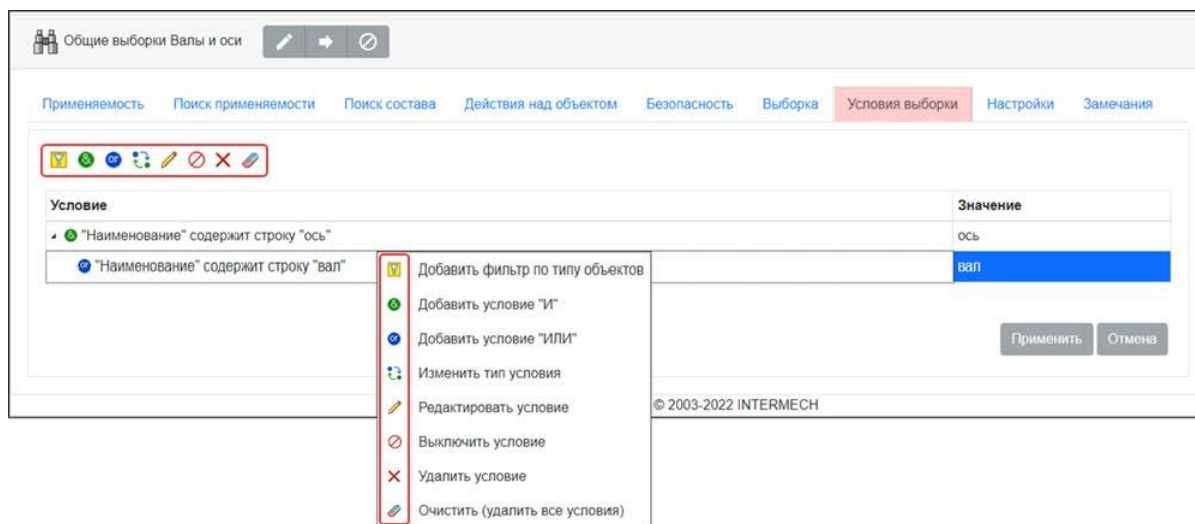 Общие выборки Валы и оси
Применяемость Поиск применяемости Поиск состава Действия над объектом Безопасность Выборка Условия выборки Настройки Замечания
& or
Условие Значение
& "Наименование" содержит строку "ось" ось
or "Наименование" содержит строку "вал" вал
Добавить фильтр по типу объектов
& Добавить условие "И"
or Добавить условие "ИЛИ"
Изменить тип условия
Редактировать условие
Выключить условие
Удалить условие
Очистить (удалить все условия)
Применить Отмена
© 2003-2022 INTERMECH